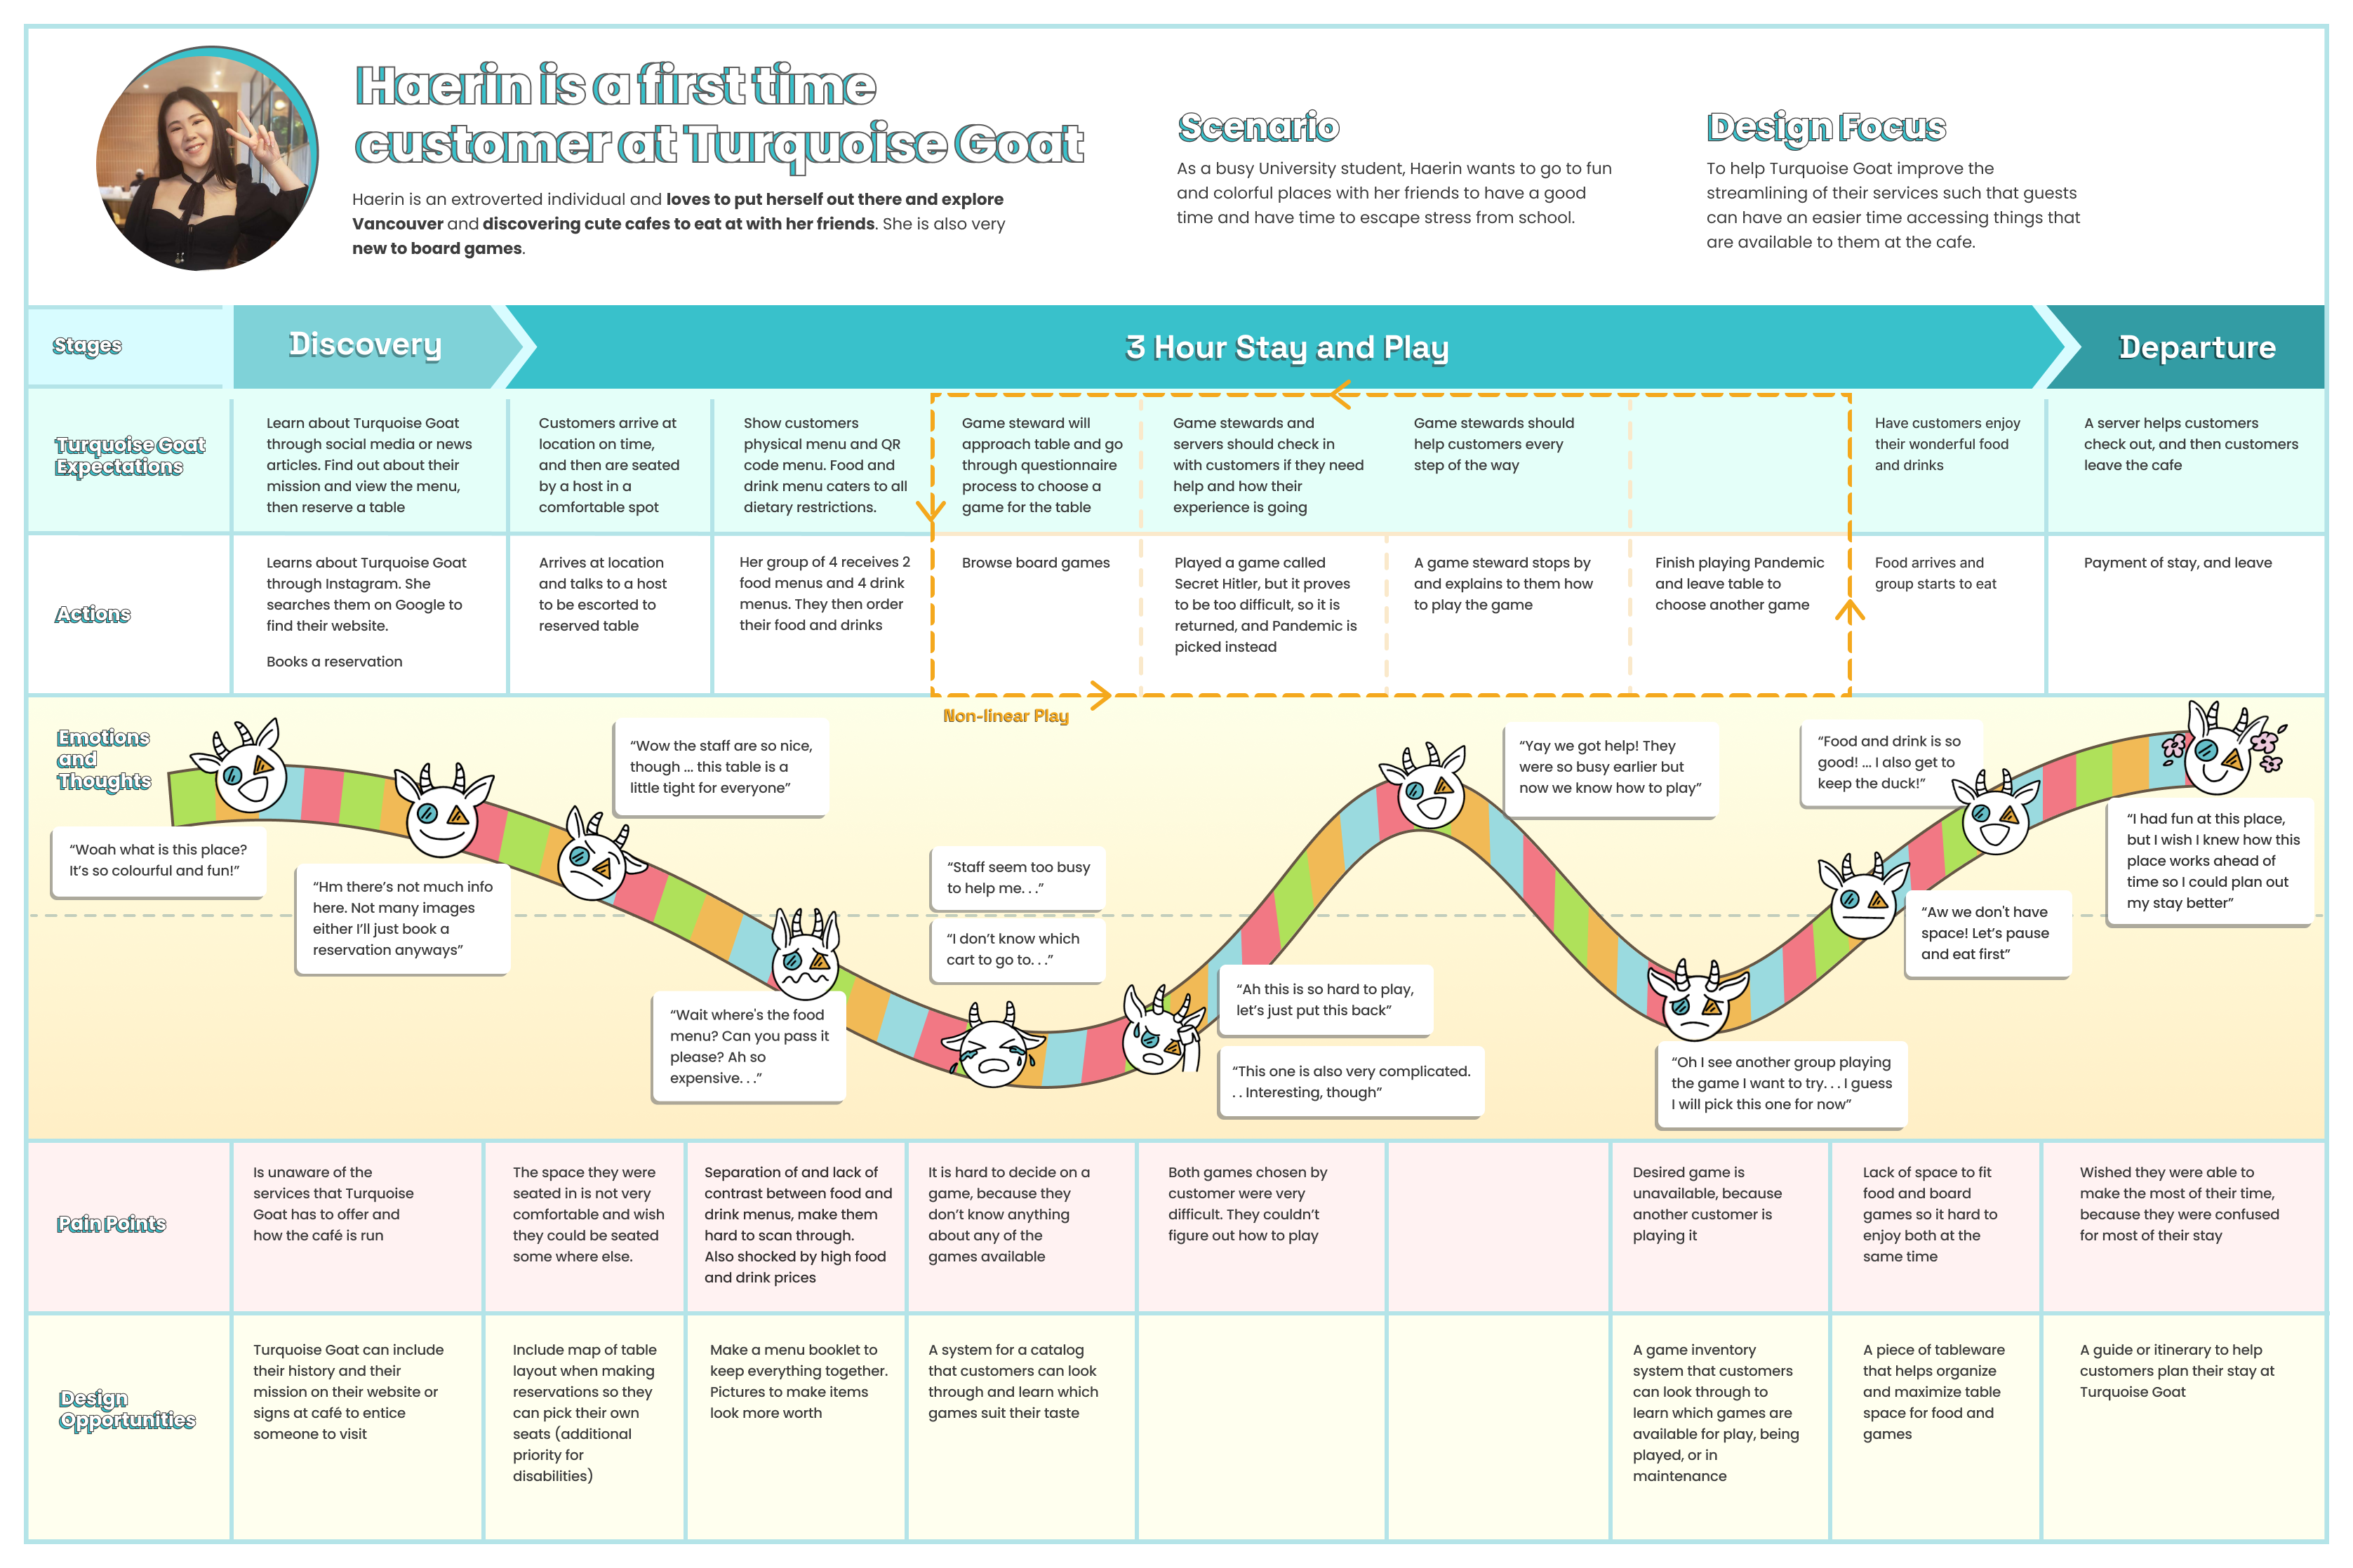 Haerin is a first time
customer at Turquoise Goat
Haerin is an extroverted individual and loves to put herself out there and explore
Vancouver and discovering cute cafes to eat at with her friends. She is also very
new to board games.
Scenario
As a busy University student, Haerin wants to go to fun
and colorful places with her friends to have a good
time and have time to escape stress from school.
Design Focus
To help Turquoise Goat improve the
streamlining of their services such that guests
can have an easier time accessing things that
are available to them at the cafe.
Stages
Discovery
3 Hour Stay and Play
Departure
Turquoise Goat
Expectations
Learn about Turquoise Goat
through social media or news
articles. Find out about their
mission and view the menu,
then reserve a table
Customers arrive at
location on time,
and then are seated
by a host in a
comfortable spot
Show customers
physical menu and QR
code menu. Food and
drink menu caters to all
dietary restrictions.
Game steward will
approach table and go
through questionnaire
process to choose a
game for the table
Game stewards and
servers should check in
with customers if they need
help and how their
experience is going
Game stewards should
help customers every
step of the way
Have customers enjoy
their wonderful food
and drinks
A server helps customers
check out, and then customers
leave the cafe
Actions
Learns about Turquoise Goat
through Instagram. She
searches them on Google to
find their website.
Books a reservation
Arrives at location
and talks to a host
to be escorted to
reserved table
Her group of 4 receives 2
food menus and 4 drink
menus. They then order
their food and drinks
Browse board games
Played a game called
Secret Hitler, but it proves
to be too difficult, so it is
returned, and Pandemic is
picked instead
A game steward stops by
and explains to them how
to play the game
Finish playing Pandemic
and leave table to
choose another game
Food arrives and
group starts to eat
Payment of stay, and leave
Non-linear Play
Emotions
and
Thoughts
“Woah what is this place?
It’s so colourful and fun!”
“Hm there’s not much info
here. Not many images
either I’ll just book a
reservation anyways”
“Wow the staff are so nice,
though ... this table is a
little tight for everyone”
“Wait where's the food
menu? Can you pass it
please? Ah so
expensive. . .”
“Staff seem too busy
to help me. . .”
“I don’t know which
cart to go to. . .”
“Ah this is so hard to play,
let’s just put this back”
“This one is also very complicated.
. . Interesting, though”
“Yay we got help! They
were so busy earlier but
now we know how to play”
“Oh I see another group playing
the game I want to try. . . I guess
I will pick this one for now”
“Food and drink is so
good! ... I also get to
keep the duck!”
“Aw we don't have
space! Let’s pause
and eat first”
“I had fun at this place,
but I wish I knew how this
place works ahead of
time so I could plan out
my stay better”
Pain Points
Is unaware of the
services that Turquoise
Goat has to offer and
how the café is run
The space they were
seated in is not very
comfortable and wish
they could be seated
some where else.
Separation of and lack of
contrast between food and
drink menus, make them
hard to scan through.
Also shocked by high food
and drink prices
It is hard to decide on a
game, because they
don’t know anything
about any of the
games available
Both games chosen by
customer were very
difficult. They couldn’t
figure out how to play
Desired game is
unavailable, because
another customer is
playing it
Lack of space to fit
food and board
games so it hard to
enjoy both at the
same time
Wished they were able to
make the most of their time,
because they were confused
for most of their stay
Design
Opportunities
Turquoise Goat can include
their history and their
mission on their website or
signs at café to entice
someone to visit
Include map of table
layout when making
reservations so they
can pick their own
seats (additional
priority for
disabilities)
Make a menu booklet to
keep everything together.
Pictures to make items
look more worth
A system for a catalog
that customers can look
through and learn which
games suit their taste
A game inventory
system that customers
can look through to
learn which games are
available for play, being
played, or in
maintenance
A piece of tableware
that helps organize
and maximize table
space for food and
games
A guide or itinerary to help
customers plan their stay at
Turquoise Goat